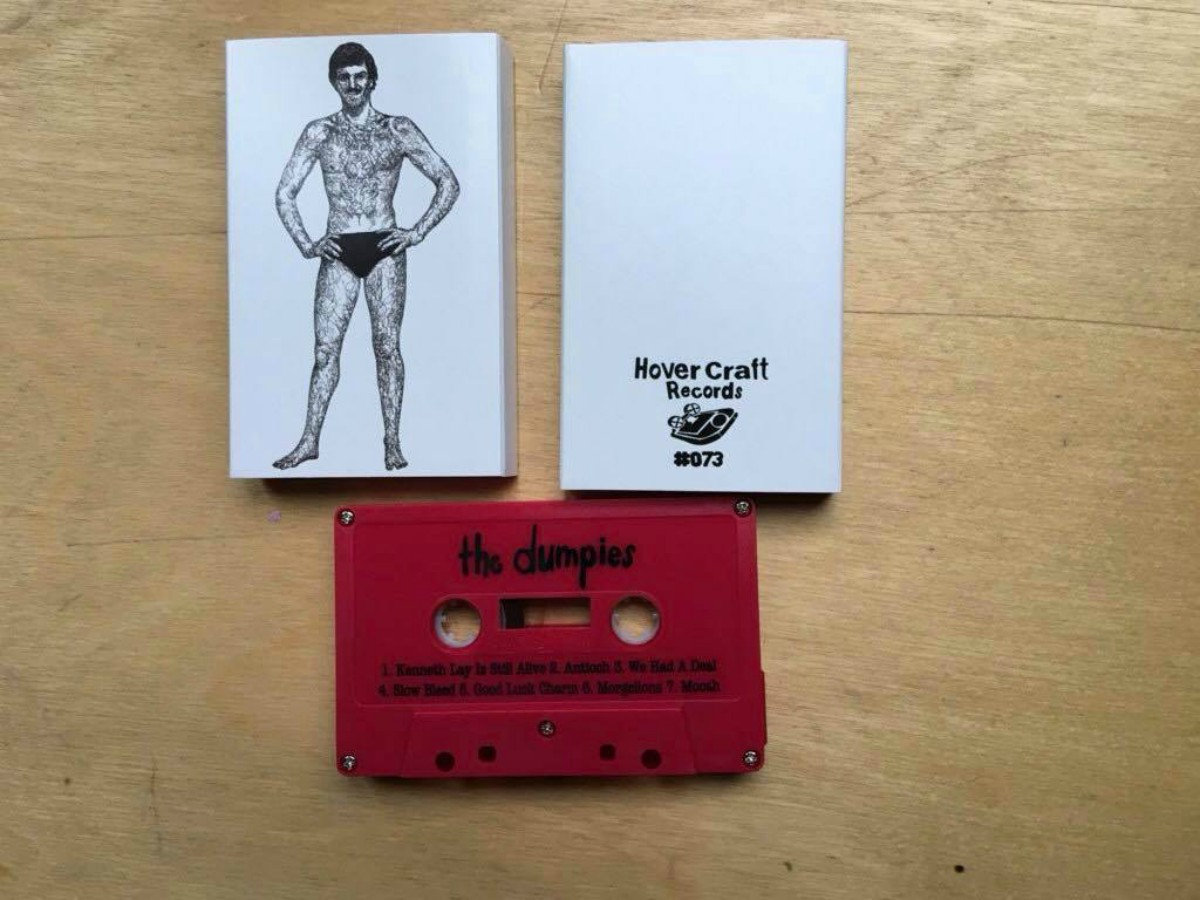 Hover Craft
Records
#073
the dumpies
1. Kenneth Lay Is Still Alive 2. Antioch 3. We Had A Deal
4. Slow Bleed 5. Good Luck Charm 6. Morgellons 7. Mooch